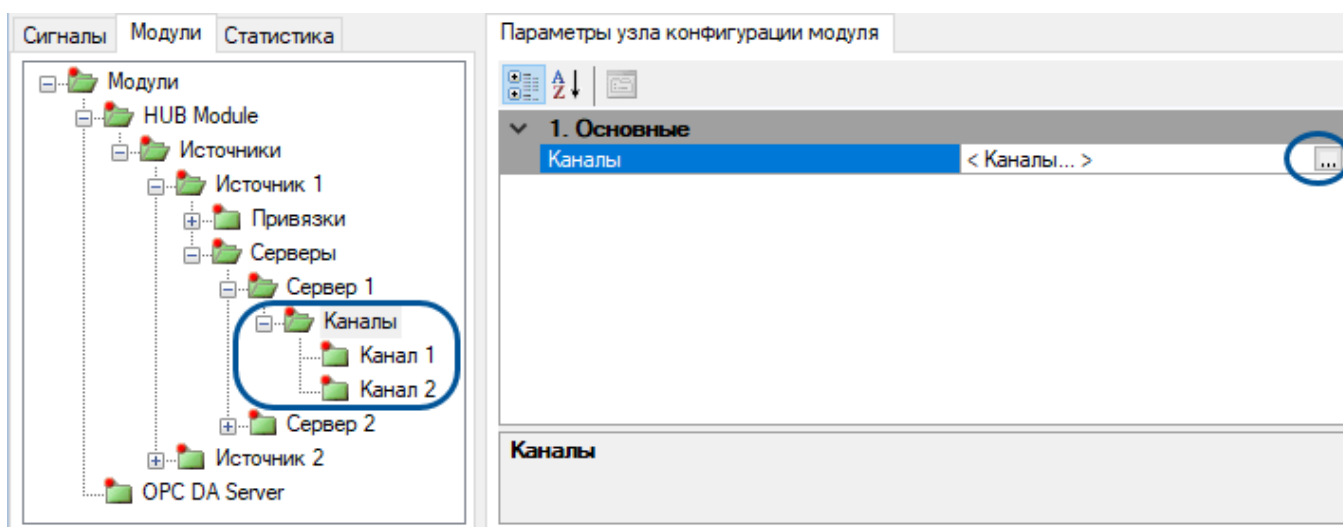 Сигналы Модули Статистика
Модули
HUB Module
Источники
Источник 1
Привязки
Серверы
Сервер 1
Каналы
Канал 1
Канал 2
Сервер 2
Источник 2
OPC DA Server
Параметры узла конфигурации модуля
A
Z
1. Основные
Каналы < Каналы... > ...
Каналы